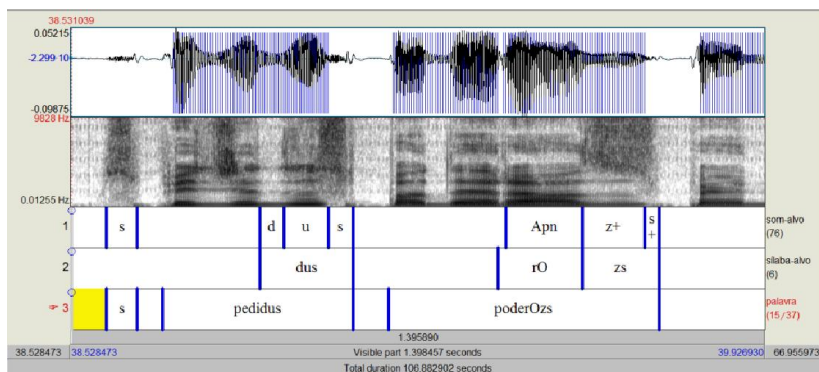 38.531039
0.05215
-2.299·10
-0.09875
9828 Hz
0.01255 Hz
1 s d u s Apn z+ s+ som-alvo (76)
2 dus rO zs sílaba-alvo (6)
3 s pedidus poderOzs palavra (15/37)
1.395890
38.528473 38.528473 Visible part 1.398457 seconds 39.926930 66.955973
Total duration 106.882902 seconds